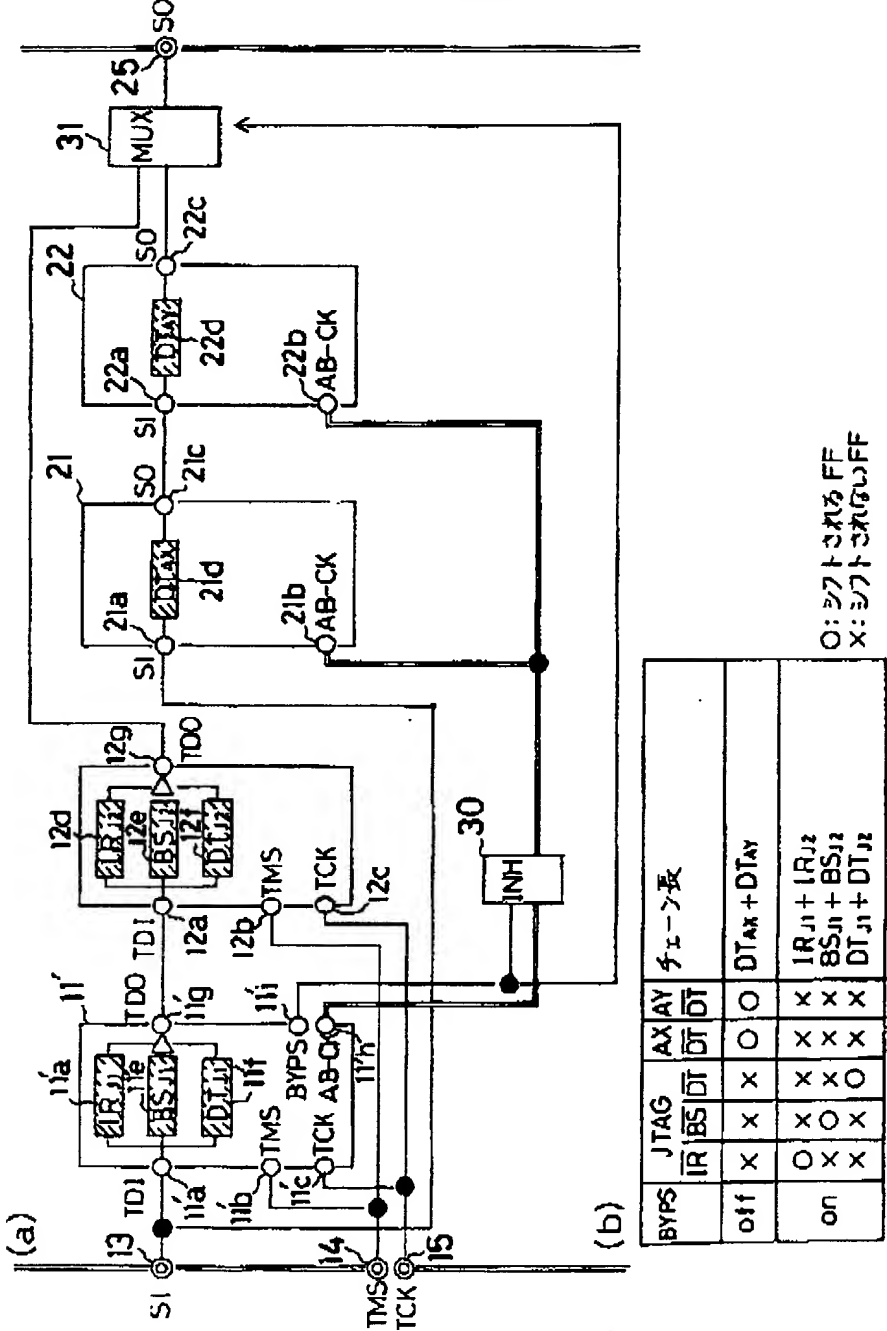 (a)
SI
13
TMS
14
TCK
15
11'
TDI
11'a
11'a
IRJ1
11'e
BSJ1
DTJ1
11'f
11'b
TMS
11'c
TCK
TDO
11'g
BYPS
11'i
AB-CK
11'h
TDI
12a
12d
IRJ2
12e
BSJ2
12f
DTJ2
12b
TMS
TCK
12c
12g
TDO
30
INH
21
SI
21a
DTAX
21d
21b
AB-CK
SO
21c
22
SI
22a
DTAY
22d
22b
AB-CK
SO
22c
31
MUX
25
SO
(b)
BYPS JTAG AX AY チェーン長
IR BS DT DT DT
off × × × ○ ○ DTAX+DTAY
on
○ × × × × IRJ1+IRJ2
× ○ × × × BSJ1+BSJ2
× × ○ × × DTJ1+DTJ2
○:シフトされるFF
×:シフトされないFF